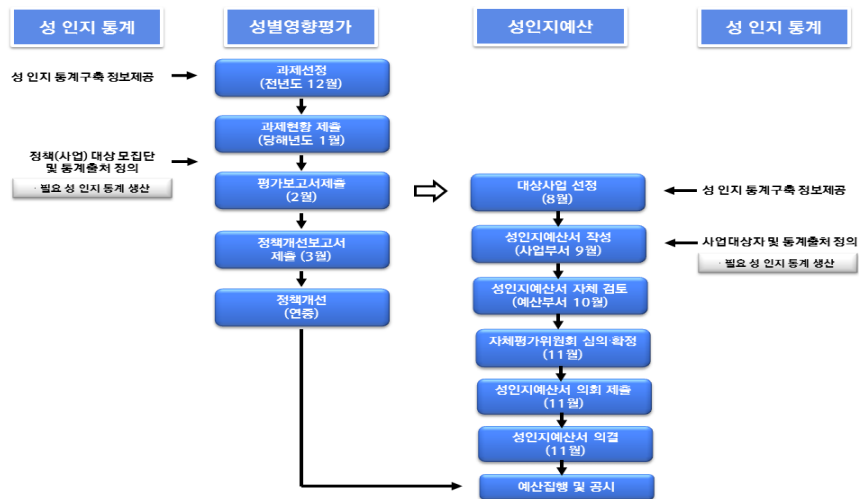 성 인지 통계
성별영향평가
성인지예산
성 인지 통계
성 인지 통계구축 정보제공
정책(사업) 대상 모집단
및 통계출처 정의
· 필요 성 인지 통계 생산
과제선정
(전년도 12월)
과제현황 제출
(당해년도 1월)
평가보고서제출
(2월)
정책개선보고서
제출 (3월)
정책개선
(연중)
대상사업 선정
(8월)
성인지예산서 작성
(사업부서 9월)
성인지예산서 자체 검토
(예산부서 10월)
자체평가위원회 심의·확정
(11월)
성인지예산서 의회 제출
(11월)
성인지예산서 의결
(11월)
예산집행 및 공시
성 인지 통계구축 정보제공
사업대상자 및 통계출처 정의
· 필요 성 인지 통계 생산